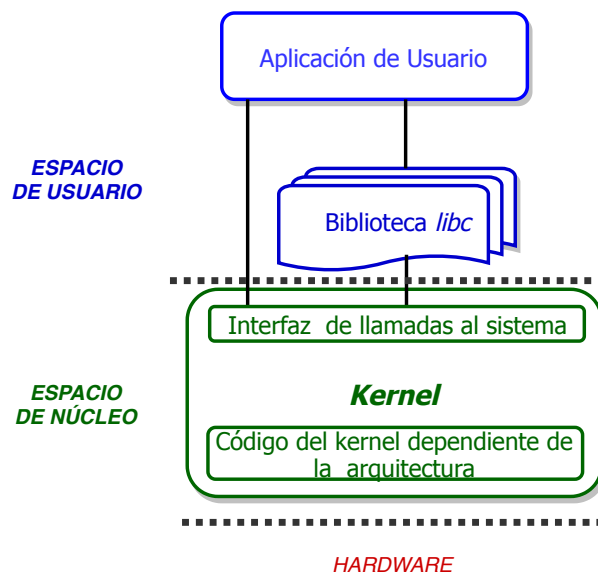 Aplicación de Usuario
ESPACIO
DE USUARIO
Biblioteca libc
Interfaz de llamadas al sistema
ESPACIO
DE NÚCLEO
Kernel
Código del kernel dependiente de
la arquitectura
HARDWARE